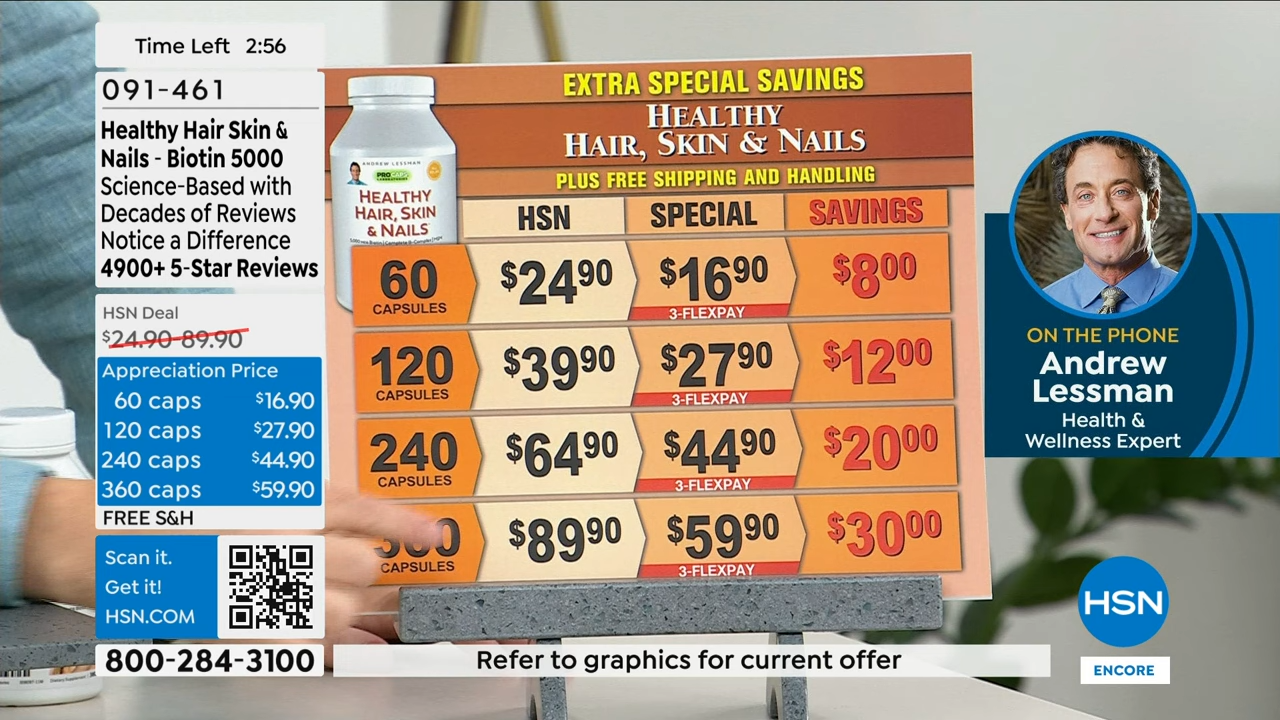 Time Left 2:56
091-461
Healthy Hair Skin &
Nails - Biotin 5000
Science-Based with
Decades of Reviews
Notice a Difference
4900+ 5-Star Reviews
HSN Deal
$24.90-89.90
Appreciation Price
60 caps $16.90
120 caps $27.90
240 caps $44.90
360 caps $59.90
FREE S&H
Scan it.
Get it!
HSN.COM
800-284-3100
Refer to graphics for current offer
EXTRA SPECIAL SAVINGS
HEALTHY
HAIR, SKIN & NAILS
PLUS FREE SHIPPING AND HANDLING
ANDREW LESSMAN
PROCAPS
LABORATORIES
HEALTHY
HAIR, SKIN
& NAILS
HSN SPECIAL SAVINGS
60 CAPSULES $24.90 $16.90 3-FLEXPAY $8.00
120 CAPSULES $39.90 $27.90 3-FLEXPAY $12.00
240 CAPSULES $64.90 $44.90 3-FLEXPAY $20.00
360 CAPSULES $89.90 $59.90 3-FLEXPAY $30.00
ON THE PHONE
Andrew
Lessman
Health &
Wellness Expert
HSN
ENCORE